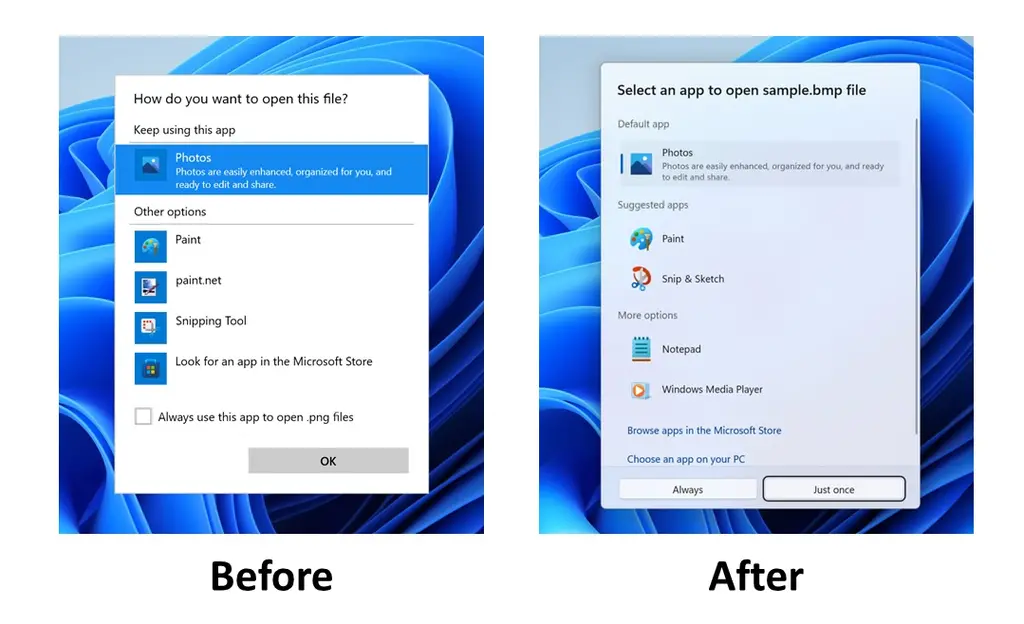 How do you want to open this file?
Keep using this app
Photos
Photos are easily enhanced, organized for you, and
ready to edit and share.
Other options
Paint
paint.net
Snipping Tool
Look for an app in the Microsoft Store
Always use this app to open .png files
OK
Before
Select an app to open sample.bmp file
Default app
Photos
Photos are easily enhanced, organized for you, and ready
to edit and share.
Suggested apps
Paint
Snip & Sketch
More options
Notepad
Windows Media Player
Browse apps in the Microsoft Store
Choose an app on your PC
Always
Just once
After